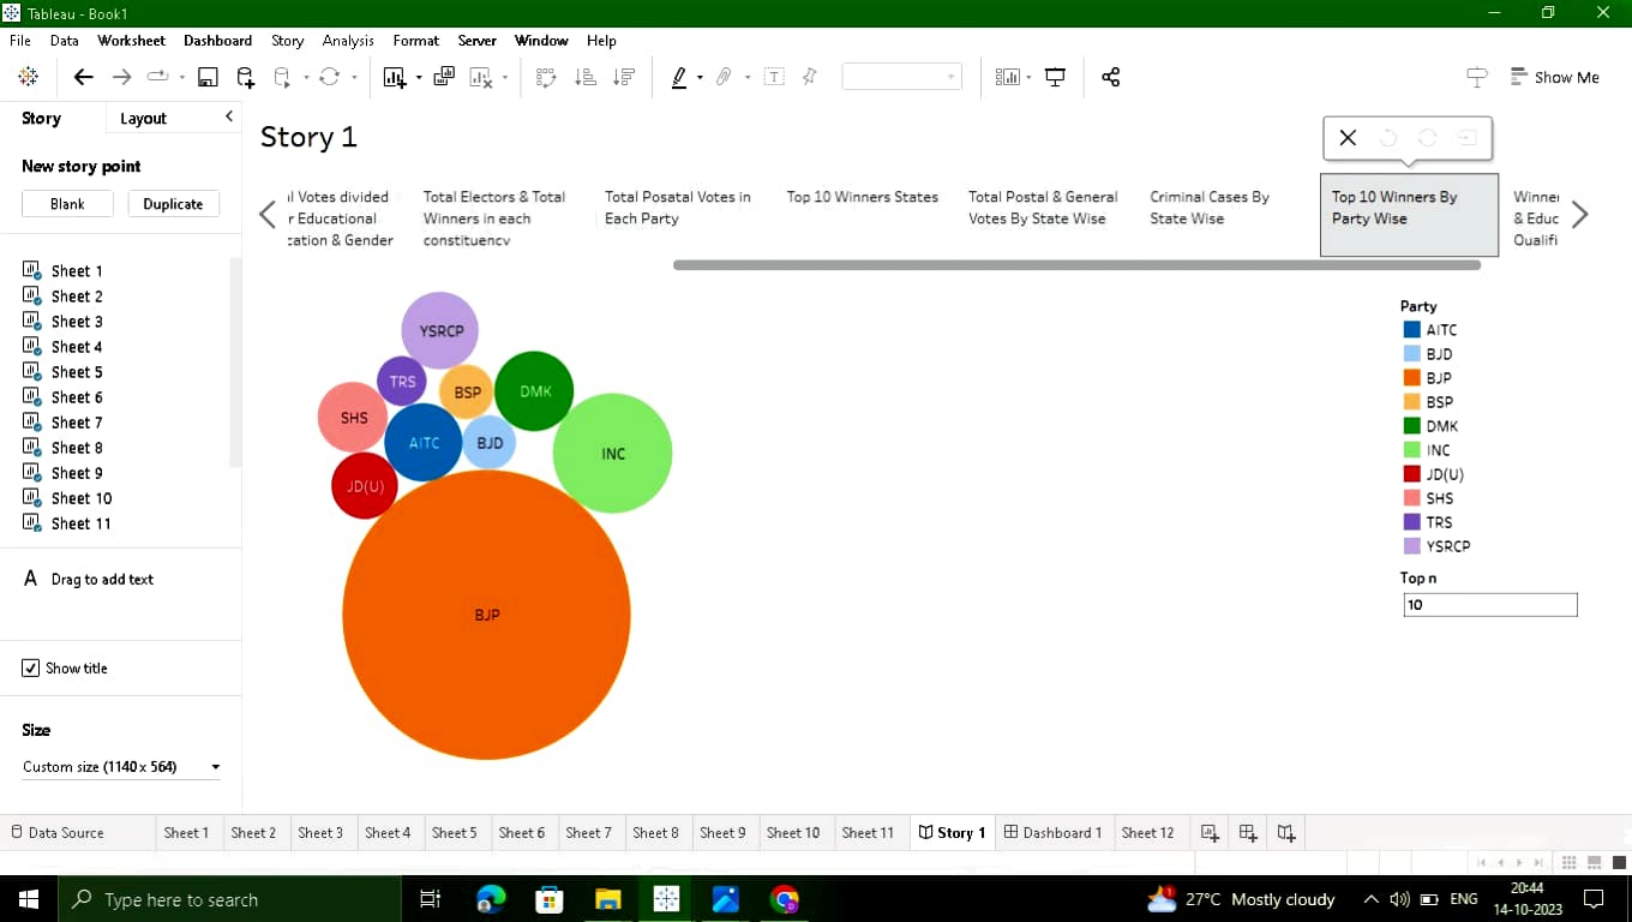 Tableau - Book1
File Data Worksheet Dashboard Story Analysis Format Server Window Help
Show Me
Story Layout
New story point
Blank Duplicate
Sheet 1
Sheet 2
Sheet 3
Sheet 4
Sheet 5
Sheet 6
Sheet 7
Sheet 8
Sheet 9
Sheet 10
Sheet 11
A Drag to add text
Show title
Size
Custom size (1140 x 564)
Story 1
l Votes divided
r Educational
cation & Gender
Total Electors & Total
Winners in each
constituency
Total Posatal Votes in
Each Party
Top 10 Winners States
Total Postal & General
Votes By State Wise
Criminal Cases By
State Wise
Top 10 Winners By
Party Wise
Winner
& Educ
Qualifi
YSRCP
TRS
BSP
DMK
SHS
AITC
BJD
INC
JD(U)
BJP
Party
AITC
BJD
BJP
BSP
DMK
INC
JD(U)
SHS
TRS
YSRCP
Top n
10
Data Source Sheet 1 Sheet 2 Sheet 3 Sheet 4 Sheet 5 Sheet 6 Sheet 7 Sheet 8 Sheet 9 Sheet 10 Sheet 11 Story 1 Dashboard 1 Sheet 12
Type here to search
1
27°C Mostly cloudy
ENG
20:44
14-10-2023